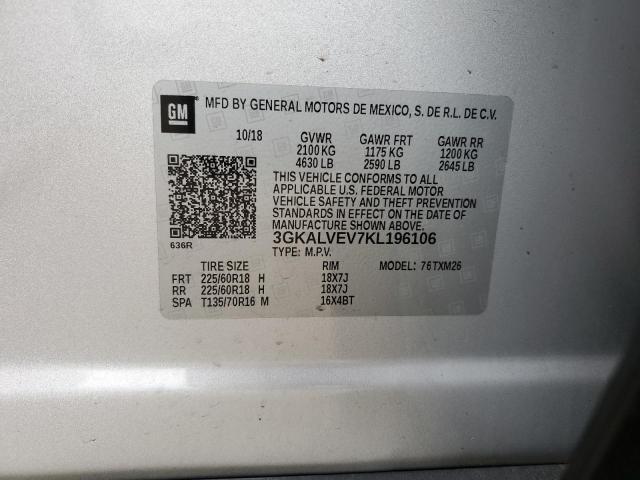 GM
MFD BY GENERAL MOTORS DE MEXICO, S. DE R.L. DE C.V.
10/18 GVWR GAWR FRT GAWR RR
2100 KG 1175 KG 1200 KG
4630 LB 2590 LB 2645 LB
THIS VEHICLE CONFORMS TO ALL
APPLICABLE U.S. FEDERAL MOTOR
VEHICLE SAFETY AND THEFT PREVENTION
STANDARDS IN EFFECT ON THE DATE OF
MANUFACTURE SHOWN ABOVE.
636R
3GKALVEV7KL196106
TYPE: M.P.V.
TIRE SIZE RIM MODEL: 76TXM26
FRT 225/60R18 H 18X7J
RR 225/60R18 H 18X7J
SPA T135/70R16 M 16X4BT